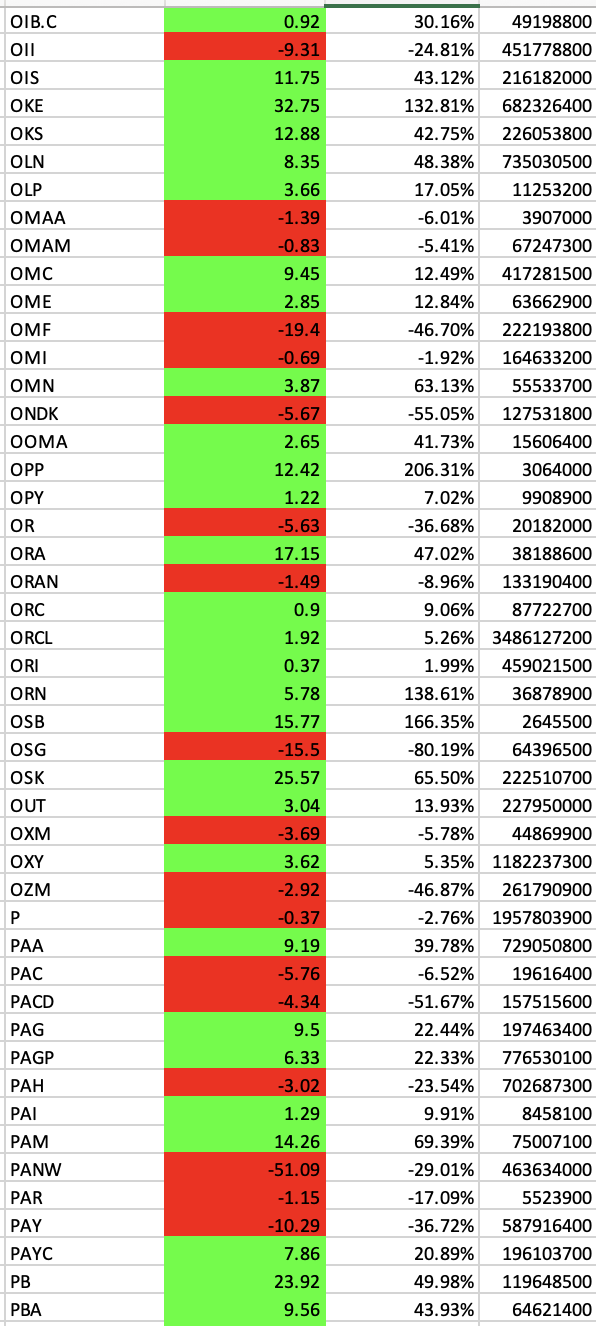 OIB.C 0.92 30.16% 49198800
OII -9.31 -24.81% 451778800
OIS 11.75 43.12% 216182000
OKE 32.75 132.81% 682326400
OKS 12.88 42.75% 226053800
OLN 8.35 48.38% 735030500
OLP 3.66 17.05% 11253200
OMAA -1.39 -6.01% 3907000
OMAM -0.83 -5.41% 67247300
OMC 9.45 12.49% 417281500
OME 2.85 12.84% 63662900
OMF -19.4 -46.70% 222193800
OMI -0.69 -1.92% 164633200
OMN 3.87 63.13% 55533700
ONDK -5.67 -55.05% 127531800
OOMA 2.65 41.73% 15606400
OPP 12.42 206.31% 3064000
OPY 1.22 7.02% 9908900
OR -5.63 -36.68% 20182000
ORA 17.15 47.02% 38188600
ORAN -1.49 -8.96% 133190400
ORC 0.9 9.06% 87722700
ORCL 1.92 5.26% 3486127200
ORI 0.37 1.99% 459021500
ORN 5.78 138.61% 36878900
OSB 15.77 166.35% 2645500
OSG -15.5 -80.19% 64396500
OSK 25.57 65.50% 222510700
OUT 3.04 13.93% 227950000
OXM -3.69 -5.78% 44869900
OXY 3.62 5.35% 1182237300
OZM -2.92 -46.87% 261790900
P -0.37 -2.76% 1957803900
PAA 9.19 39.78% 729050800
PAC -5.76 -6.52% 19616400
PACD -4.34 -51.67% 157515600
PAG 9.5 22.44% 197463400
PAGP 6.33 22.33% 776530100
PAH -3.02 -23.54% 702687300
PAI 1.29 9.91% 8458100
PAM 14.26 69.39% 75007100
PANW -51.09 -29.01% 463634000
PAR -1.15 -17.09% 5523900
PAY -10.29 -36.72% 587916400
PAYC 7.86 20.89% 196103700
PB 23.92 49.98% 119648500
PBA 9.56 43.93% 64621400